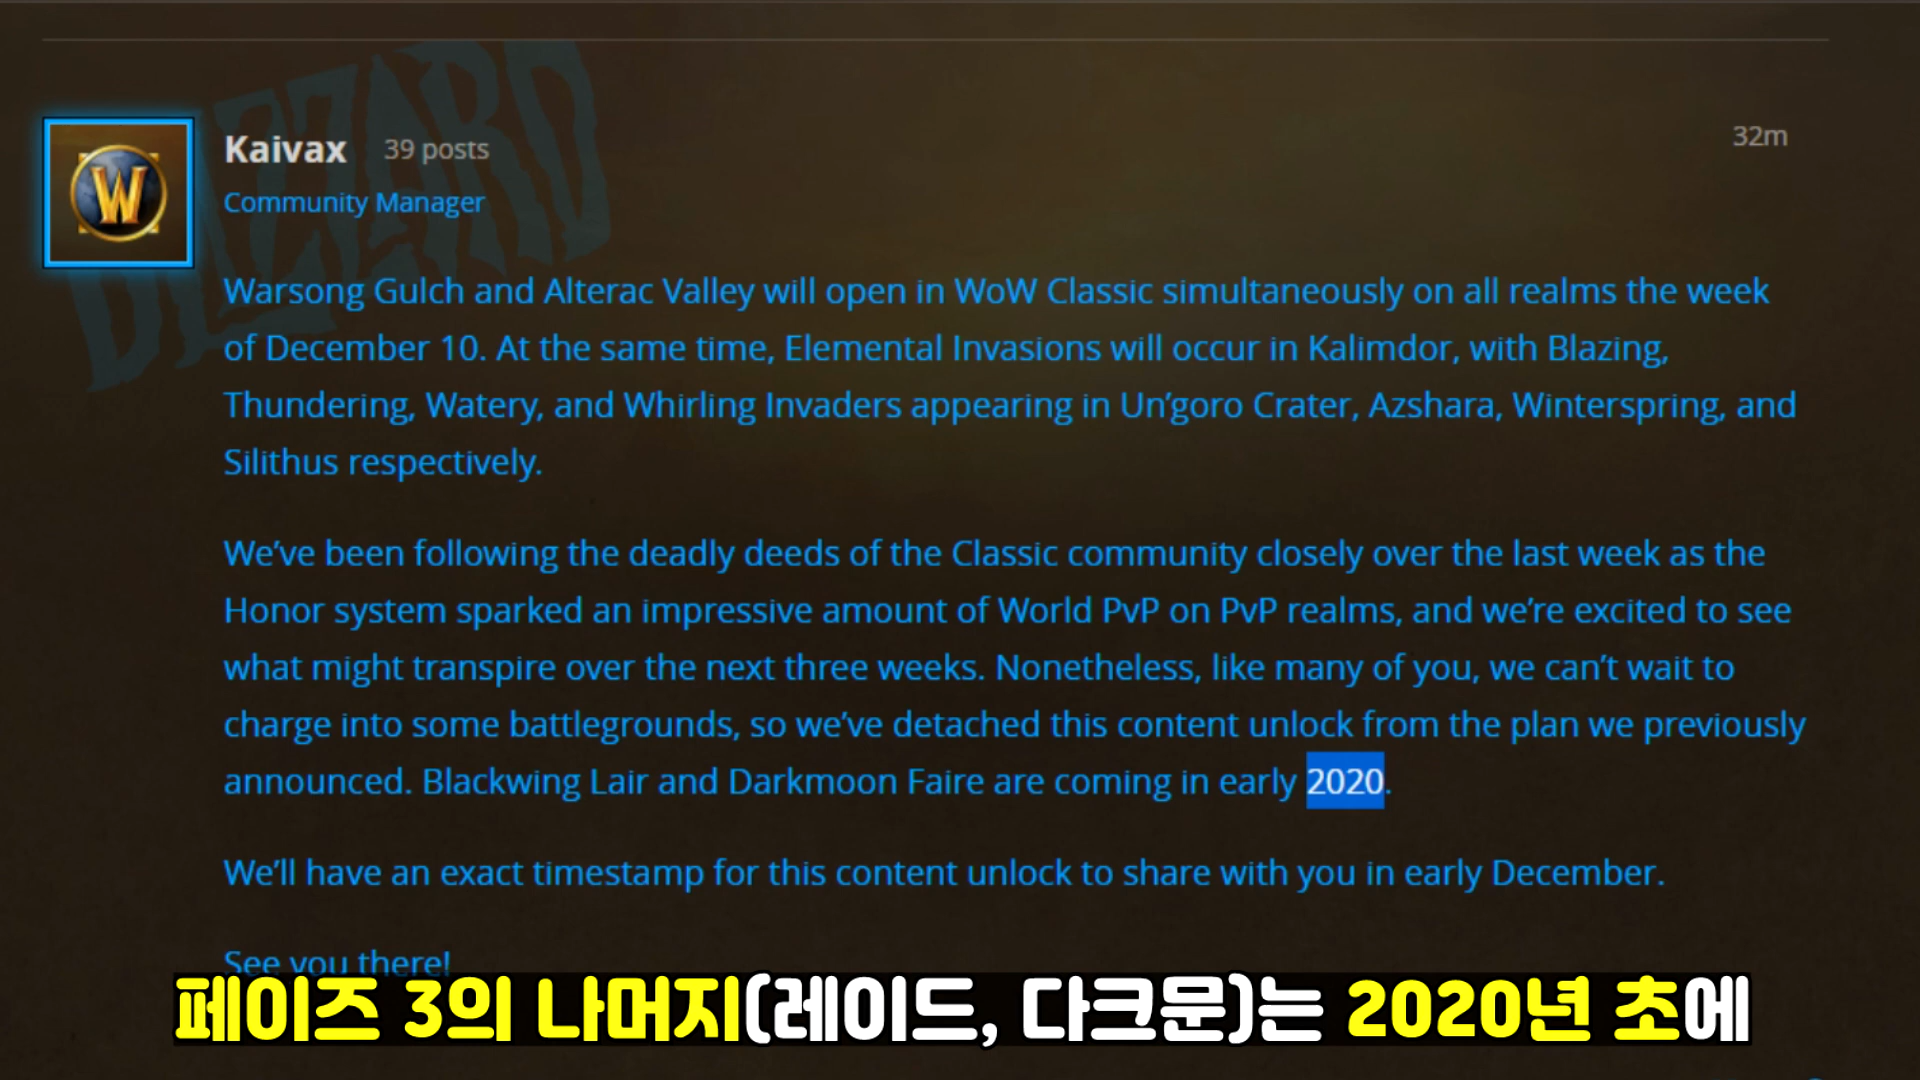 BLIZZARD
W
Kaivax 39 posts
32m
Community Manager
Warsong Gulch and Alterac Valley will open in WoW Classic simultaneously on all realms the week
of December 10. At the same time, Elemental Invasions will occur in Kalimdor, with Blazing,
Thundering, Watery, and Whirling Invaders appearing in Un’goro Crater, Azshara, Winterspring, and
Silithus respectively.
We’ve been following the deadly deeds of the Classic community closely over the last week as the
Honor system sparked an impressive amount of World PvP on PvP realms, and we’re excited to see
what might transpire over the next three weeks. Nonetheless, like many of you, we can’t wait to
charge into some battlegrounds, so we’ve detached this content unlock from the plan we previously
announced. Blackwing Lair and Darkmoon Faire are coming in early 2020.
We’ll have an exact timestamp for this content unlock to share with you in early December.
See you there!
페이즈 3의 나머지(레이드, 다크문)는 2020년 초에